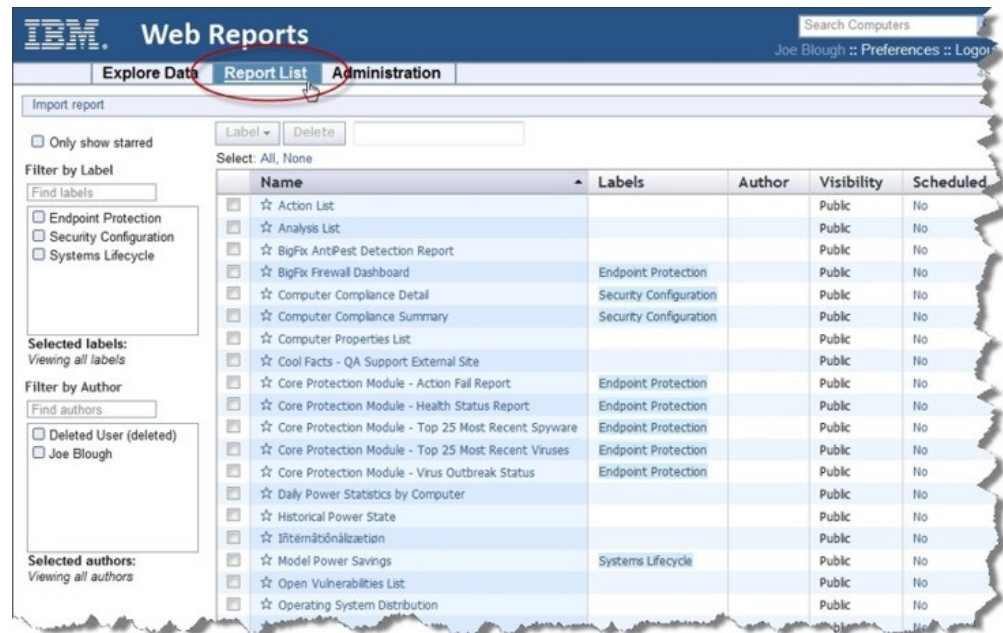 IBM. Web Reports
Search Computers
Joe Blough :: Preferences :: Logout
Explore Data Report List Administration
Import report
Only show starred
Filter by Label
Find labels
Endpoint Protection
Security Configuration
Systems Lifecycle
Selected labels:
Viewing all labels
Filter by Author
Find authors
Deleted User (deleted)
Joe Blough
Selected authors:
Viewing all authors
Label Delete
Select: All, None
Name Labels Author Visibility Scheduled
Action List Public No
Analysis List Public No
BigFix AntiPest Detection Report Public No
BigFix Firewall Dashboard Endpoint Protection Public No
Computer Compliance Detail Security Configuration Public No
Computer Compliance Summary Security Configuration Public No
Computer Properties List Public No
Cool Facts - QA Support External Site Public No
Core Protection Module - Action Fail Report Endpoint Protection Public No
Core Protection Module - Health Status Report Endpoint Protection Public No
Core Protection Module - Top 25 Most Recent Spyware Endpoint Protection Public No
Core Protection Module - Top 25 Most Recent Viruses Endpoint Protection Public No
Core Protection Module - Virus Outbreak Status Endpoint Protection Public No
Daily Power Statistics by Computer Public No
Historical Power State Public No
Iñtërnâtiônàlizætiøn Public No
Model Power Savings Systems Lifecycle Public No
Open Vulnerabilities List Public No
Operating System Distribution Public No